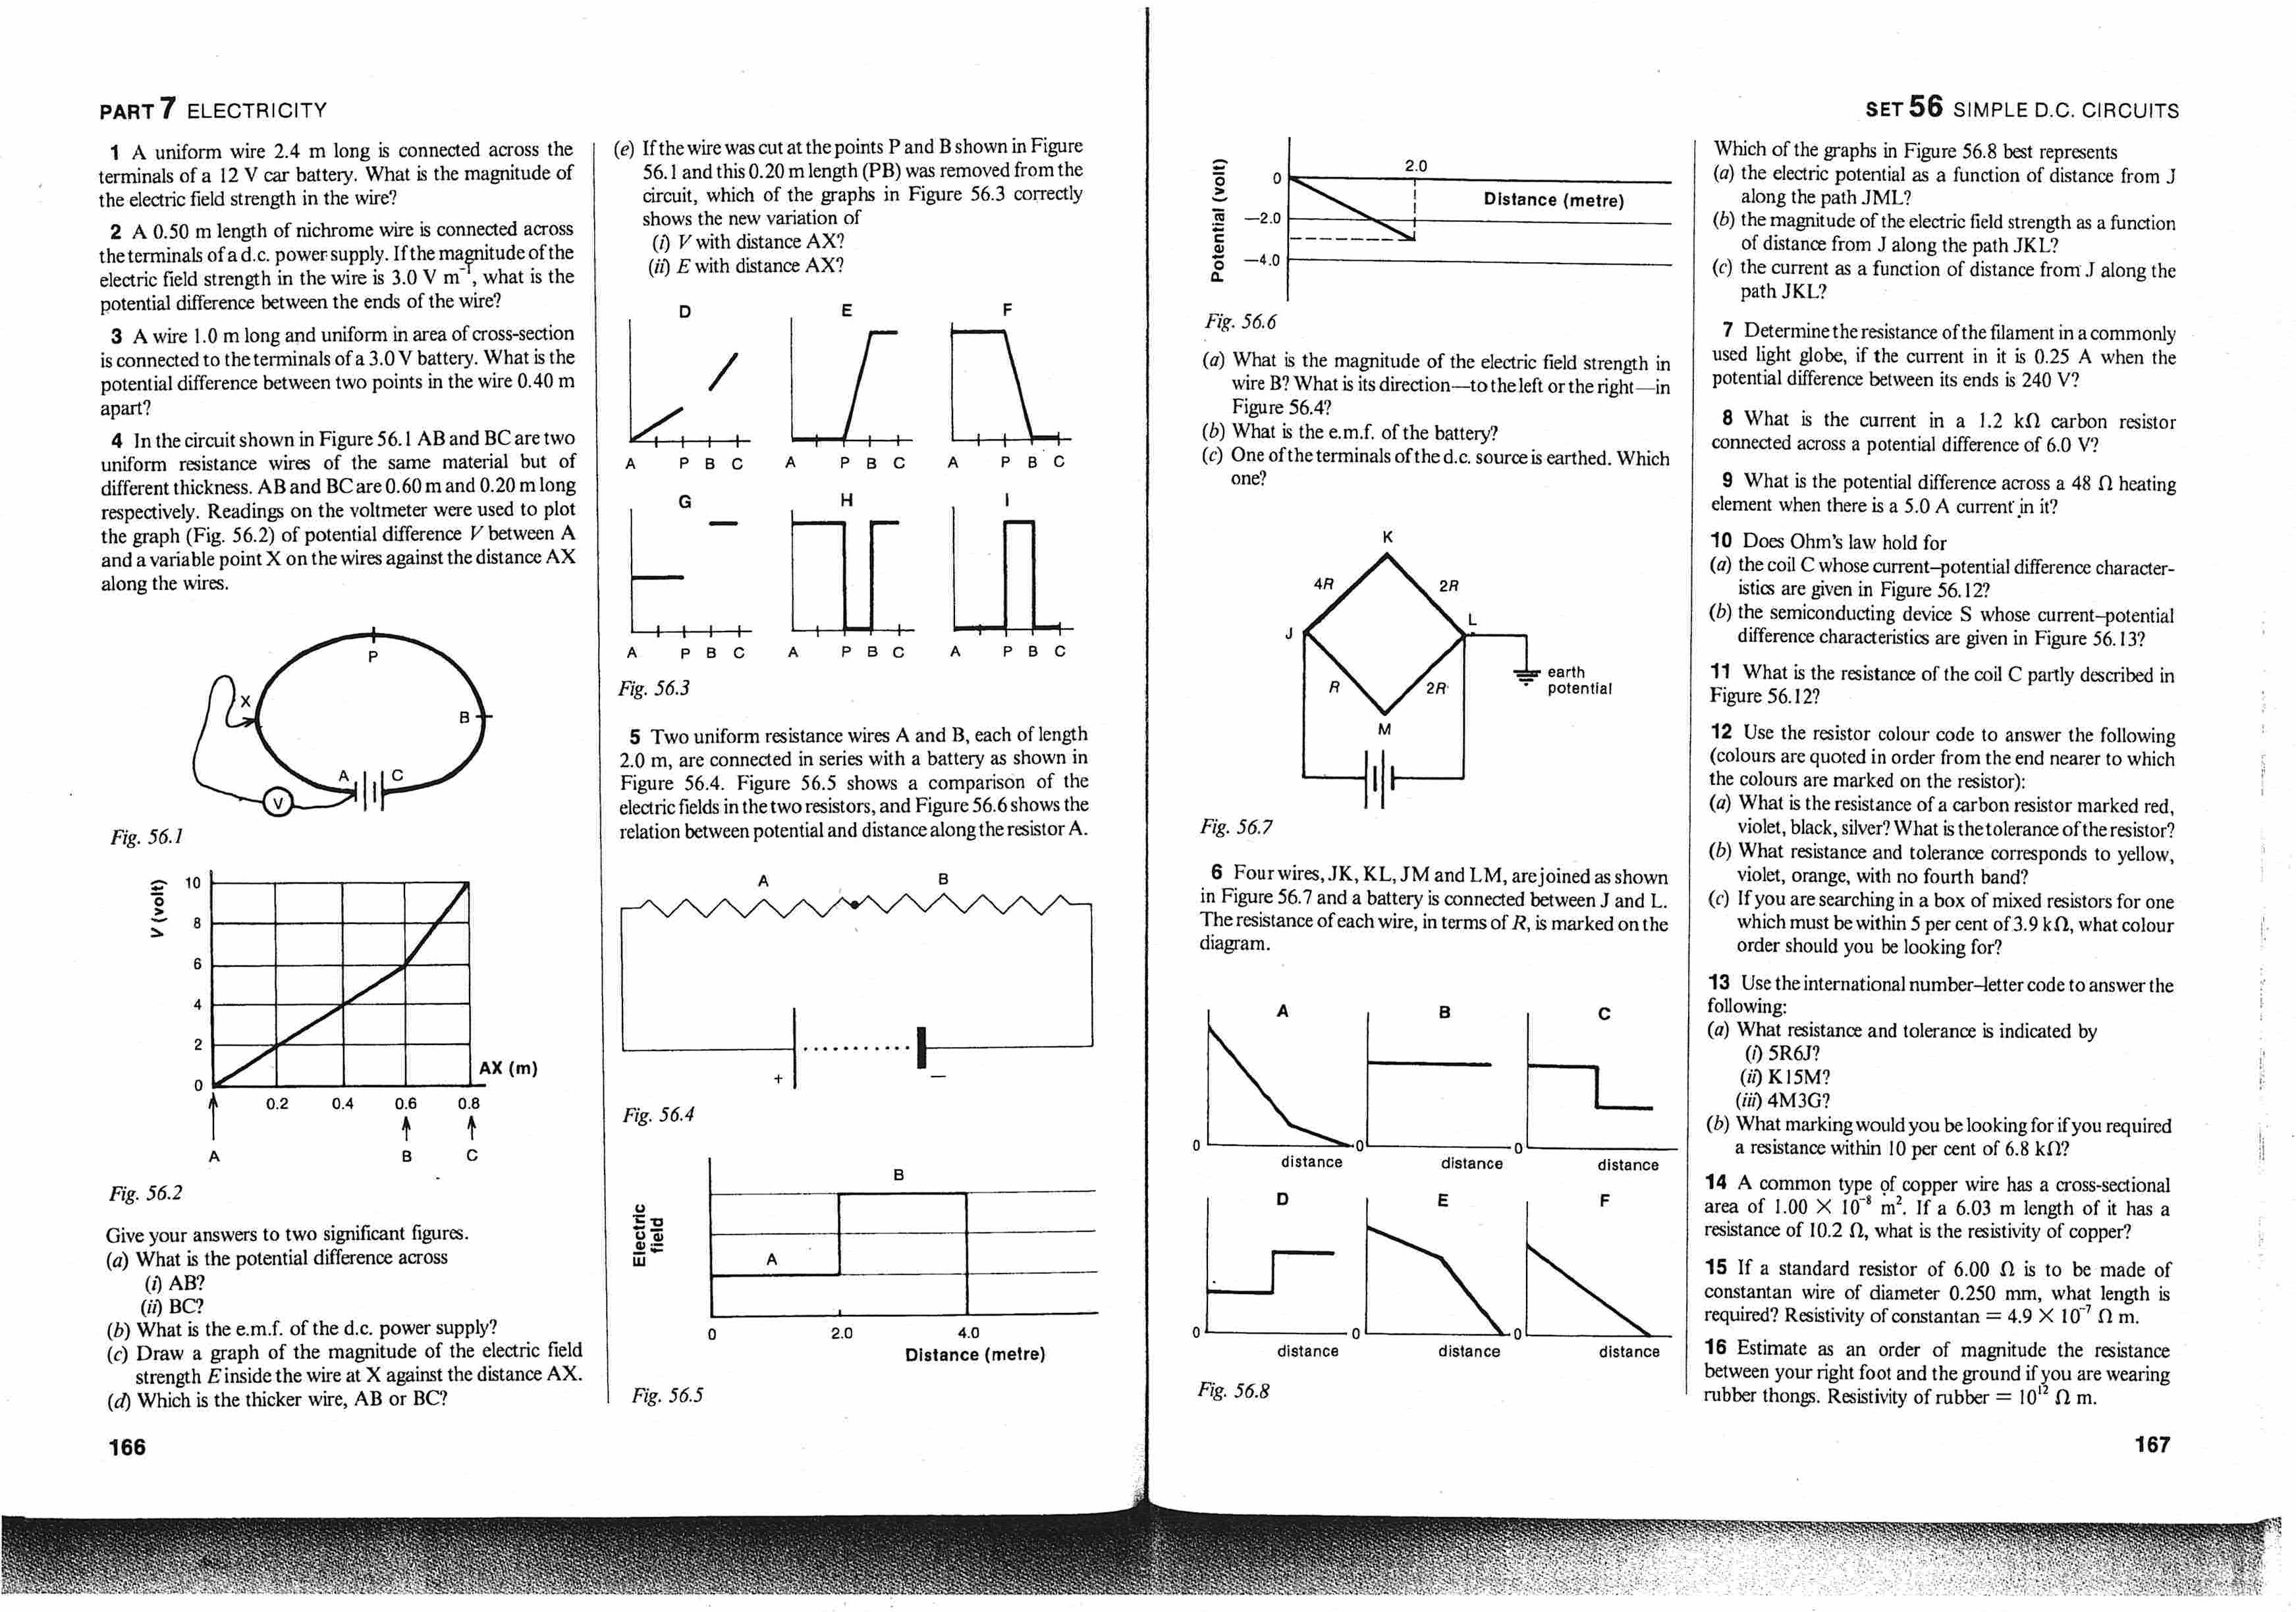 PART 7 ELECTRICITY
1 A uniform wire 2.4 m long is connected across the
terminals of a 12 V car battery. What is the magnitude of
the electric field strength in the wire?
2 A 0.50 m length of nichrome wire is connected across
the terminals of a d.c. power supply. If the magnitude of the
electric field strength in the wire is 3.0 V m⁻¹, what is the
potential difference between the ends of the wire?
3 A wire 1.0 m long and uniform in area of cross-section
is connected to the terminals of a 3.0 V battery. What is the
potential difference between two points in the wire 0.40 m
apart?
4 In the circuit shown in Figure 56.1 AB and BC are two
uniform resistance wires of the same material but of
different thickness. AB and BC are 0.60 m and 0.20 m long
respectively. Readings on the voltmeter were used to plot
the graph (Fig. 56.2) of potential difference V between A
and a variable point X on the wires against the distance AX
along the wires.
P
X
B
A
C
V
Fig. 56.1
V (volt)
10
8
6
4
2
0
AX (m)
0.2 0.4 0.6 0.8
A B C
Fig. 56.2
Give your answers to two significant figures.
(a) What is the potential difference across
(i) AB?
(ii) BC?
(b) What is the e.m.f. of the d.c. power supply?
(c) Draw a graph of the magnitude of the electric field
strength E inside the wire at X against the distance AX.
(d) Which is the thicker wire, AB or BC?
166
(e) If the wire was cut at the points P and B shown in Figure
56.1 and this 0.20 m length (PB) was removed from the
circuit, which of the graphs in Figure 56.3 correctly
shows the new variation of
(i) V with distance AX?
(ii) E with distance AX?
D E F
A P B C A P B C A P B C
G H I
A P B C A P B C A P B C
Fig. 56.3
5 Two uniform resistance wires A and B, each of length
2.0 m, are connected in series with a battery as shown in
Figure 56.4. Figure 56.5 shows a comparison of the
electric fields in the two resistors, and Figure 56.6 shows the
relation between potential and distance along the resistor A.
A B
+ −
Fig. 56.4
Electric
field
B
A
0 2.0 4.0
Distance (metre)
Fig. 56.5
SET 56 SIMPLE D.C. CIRCUITS
Potential (volt)
2.0
0
Distance (metre)
−2.0
−4.0
Fig. 56.6
(a) What is the magnitude of the electric field strength in
wire B? What is its direction—to the left or the right—in
Figure 56.4?
(b) What is the e.m.f. of the battery?
(c) One of the terminals of the d.c. source is earthed. Which
one?
K
4R 2R
J L
earth
potential
R 2R
M
Fig. 56.7
6 Four wires, JK, KL, JM and LM, are joined as shown
in Figure 56.7 and a battery is connected between J and L.
The resistance of each wire, in terms of R, is marked on the
diagram.
A B C
0 0 0
distance distance distance
D E F
0 0 0
distance distance distance
Fig. 56.8
Which of the graphs in Figure 56.8 best represents
(a) the electric potential as a function of distance from J
along the path JML?
(b) the magnitude of the electric field strength as a function
of distance from J along the path JKL?
(c) the current as a function of distance from J along the
path JKL?
7 Determine the resistance of the filament in a commonly
used light globe, if the current in it is 0.25 A when the
potential difference between its ends is 240 V?
8 What is the current in a 1.2 kΩ carbon resistor
connected across a potential difference of 6.0 V?
9 What is the potential difference across a 48 Ω heating
element when there is a 5.0 A current in it?
10 Does Ohm's law hold for
(a) the coil C whose current–potential difference character-
istics are given in Figure 56.12?
(b) the semiconducting device S whose current–potential
difference characteristics are given in Figure 56.13?
11 What is the resistance of the coil C partly described in
Figure 56.12?
12 Use the resistor colour code to answer the following
(colours are quoted in order from the end nearer to which
the colours are marked on the resistor):
(a) What is the resistance of a carbon resistor marked red,
violet, black, silver? What is the tolerance of the resistor?
(b) What resistance and tolerance corresponds to yellow,
violet, orange, with no fourth band?
(c) If you are searching in a box of mixed resistors for one
which must be within 5 per cent of 3.9 kΩ, what colour
order should you be looking for?
13 Use the international number–letter code to answer the
following:
(a) What resistance and tolerance is indicated by
(i) 5R6J?
(ii) K15M?
(iii) 4M3G?
(b) What marking would you be looking for if you required
a resistance within 10 per cent of 6.8 kΩ?
14 A common type of copper wire has a cross-sectional
area of 1.00 × 10⁻⁸ m². If a 6.03 m length of it has a
resistance of 10.2 Ω, what is the resistivity of copper?
15 If a standard resistor of 6.00 Ω is to be made of
constantan wire of diameter 0.250 mm, what length is
required? Resistivity of constantan = 4.9 × 10⁻⁷ Ω m.
16 Estimate as an order of magnitude the resistance
between your right foot and the ground if you are wearing
rubber thongs. Resistivity of rubber = 10¹² Ω m.
167